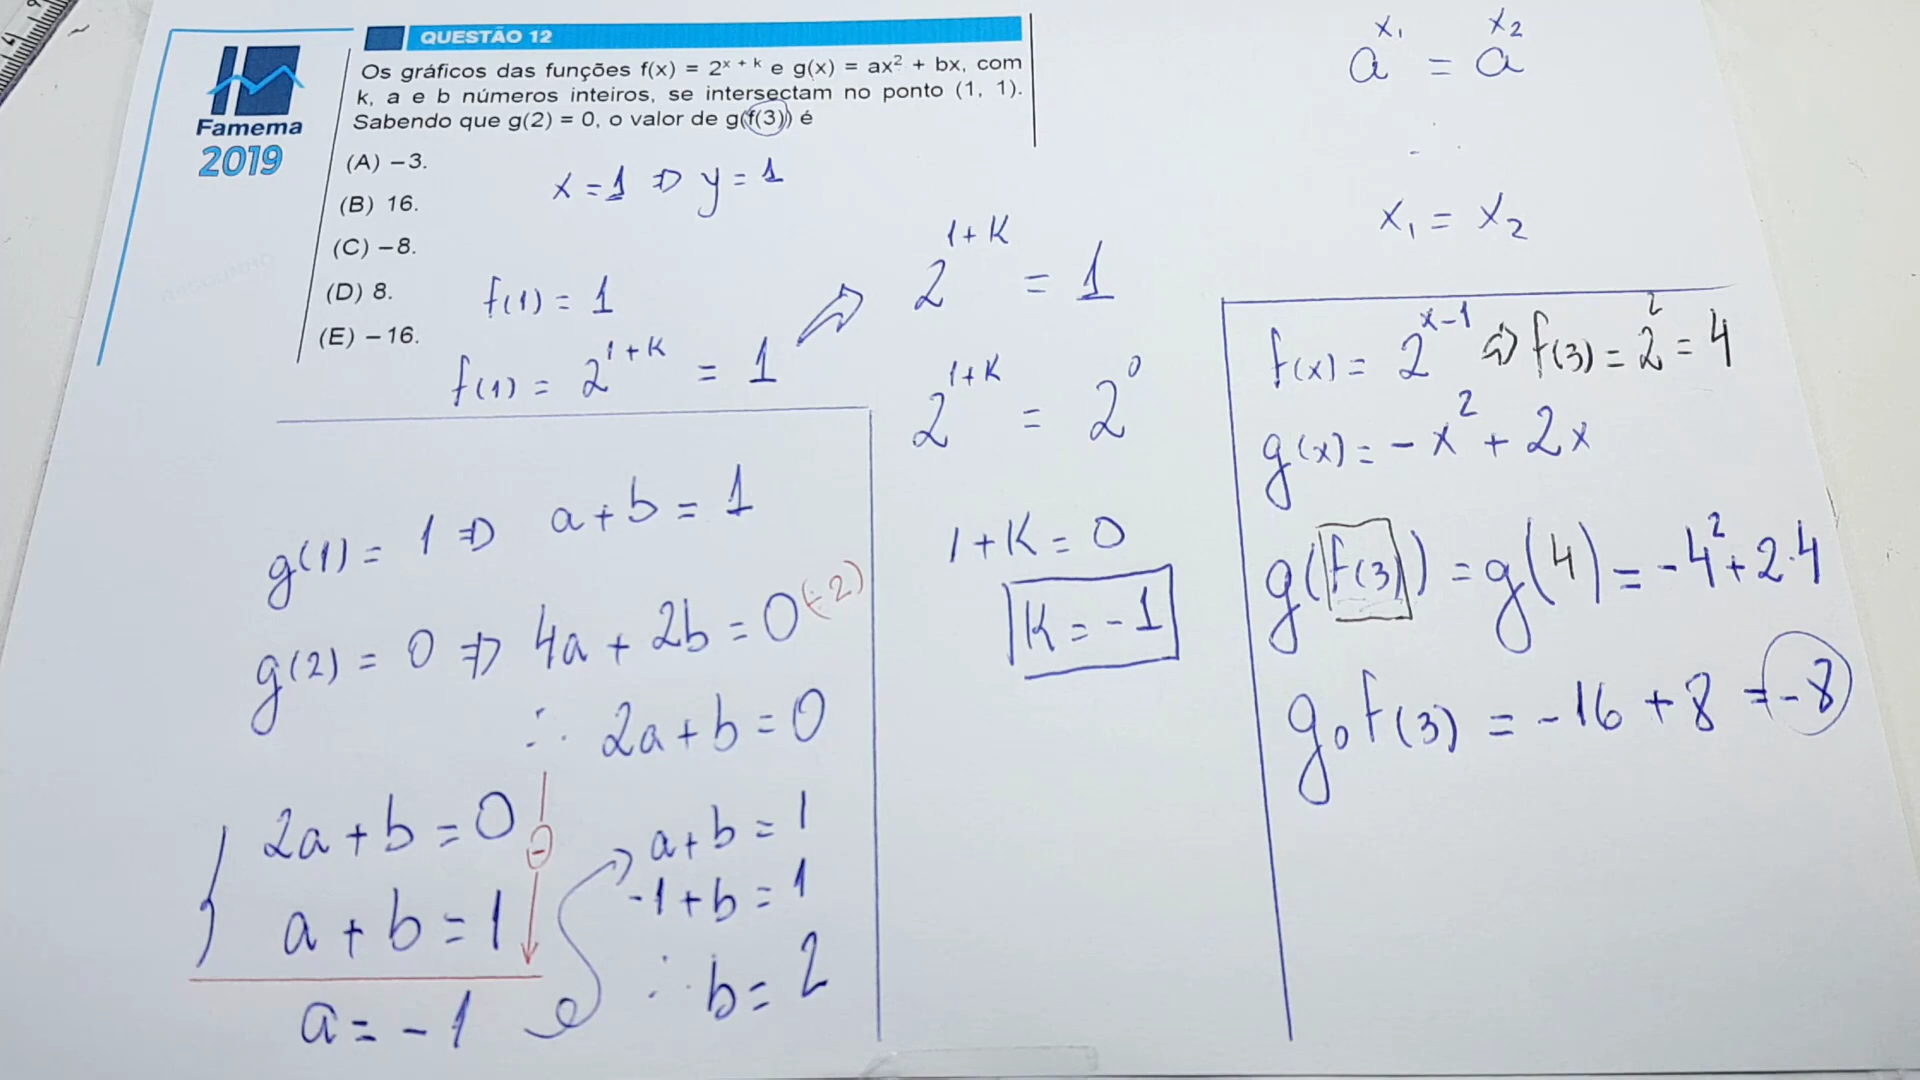 QUESTÃO 12
Os gráficos das funções f(x) = 2^(x + k) e g(x) = ax² + bx, com
k, a e b números inteiros, se intersectam no ponto (1, 1).
Sabendo que g(2) = 0, o valor de g(f(3)) é
Famema
2019
(A) –3.
(B) 16.
(C) –8.
(D) 8.
(E) –16.
x = 1 ⇒ y = 1
f(1) = 1
f(1) = 2^(1+K) = 1
2^(1+K) = 1
2^(1+K) = 2^0
1+K = 0
K = -1
g(1) = 1 ⇒ a+b = 1
g(2) = 0 ⇒ 4a + 2b = 0 (÷2)
∴ 2a+b = 0
2a+b = 0
a+b = 1
a = -1
a+b = 1
-1+b = 1
∴ b = 2
a^(x₁) = a^(x₂)
x₁ = x₂
f(x) = 2^(x-1) ⇒ f(3) = 2² = 4
g(x) = -x² + 2x
g(f(3)) = g(4) = -4² + 2·4
gof(3) = -16 + 8 = -8